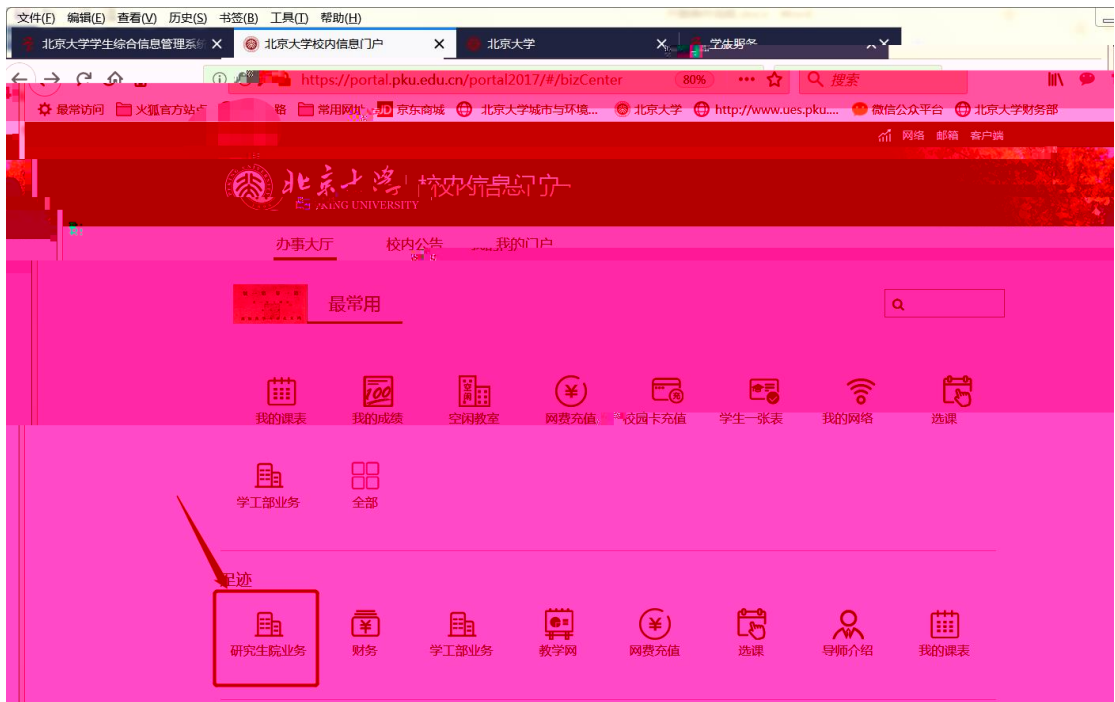 文件(F) 编辑(E) 查看(V) 历史(S) 书签(B) 工具(T) 帮助(H)
北京大学学生综合信息管理系统 北京大学校内信息门户 北京大学 学生服务
https://portal.pku.edu.cn/portal2017/#/bizCenter 80% 搜索
最常访问 火狐官方站点 常用网址 JD 京东商城 北京大学城市与环境... 北京大学 http://www.ues.pku.... 微信公众平台 北京大学财务部
网络 邮箱 客户端
北京大学 校内信息门户
UNIVERSITY
办事大厅 校内公告 我的门户
最常用
我的课表 我的成绩 空闲教室 网费充值 校园卡充值 学生一张表 我的网络 选课
学工部业务 全部
足迹
研究生院业务 财务 学工部业务 教学网 网费充值 选课 导师介绍 我的课表